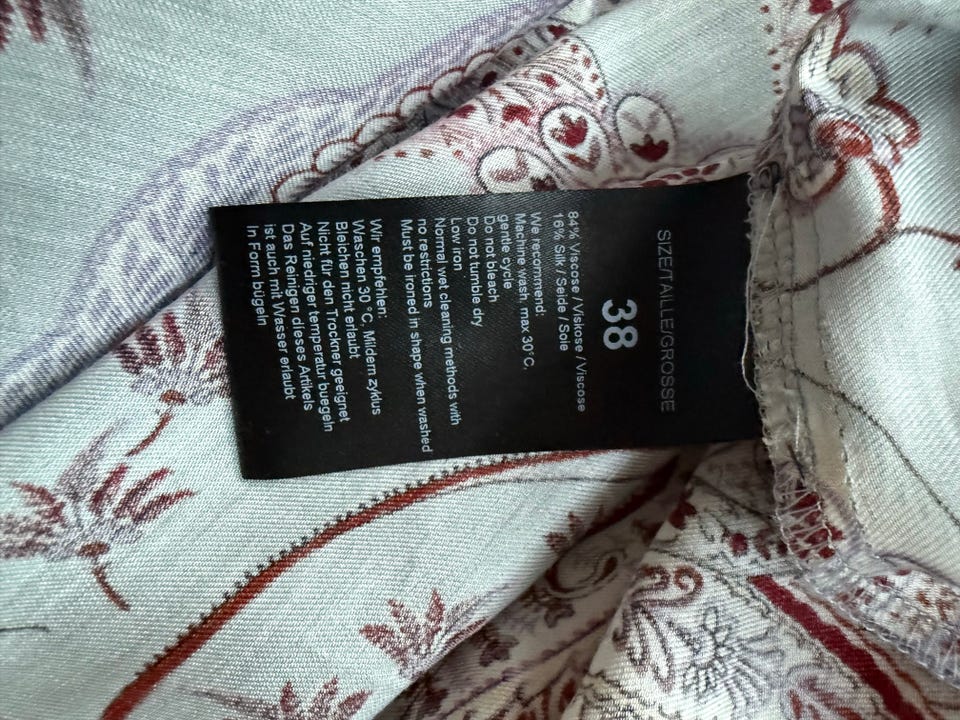 SIZE/TAILLE/GROSSE
38
84% Viscose / Viskose / Viscose
16% Silk / Seide / Soie
We recommend:
Machine wash max 30°C,
gentle cycle
Do not bleach
Do not tumble dry
Low iron
Normal wet cleaning methods with
no restrictions
Must be ironed in shape when washed
Wir empfehlen:
Waschen 30 °C, Mildem zyklus
Bleichen nicht erlaubt
Nicht für den Trockner geeignet
Auf niedriger temperatur buegeln
Das Reinigen dieses Artikels
ist auch mit Wasser erlaubt
In Form bügeln